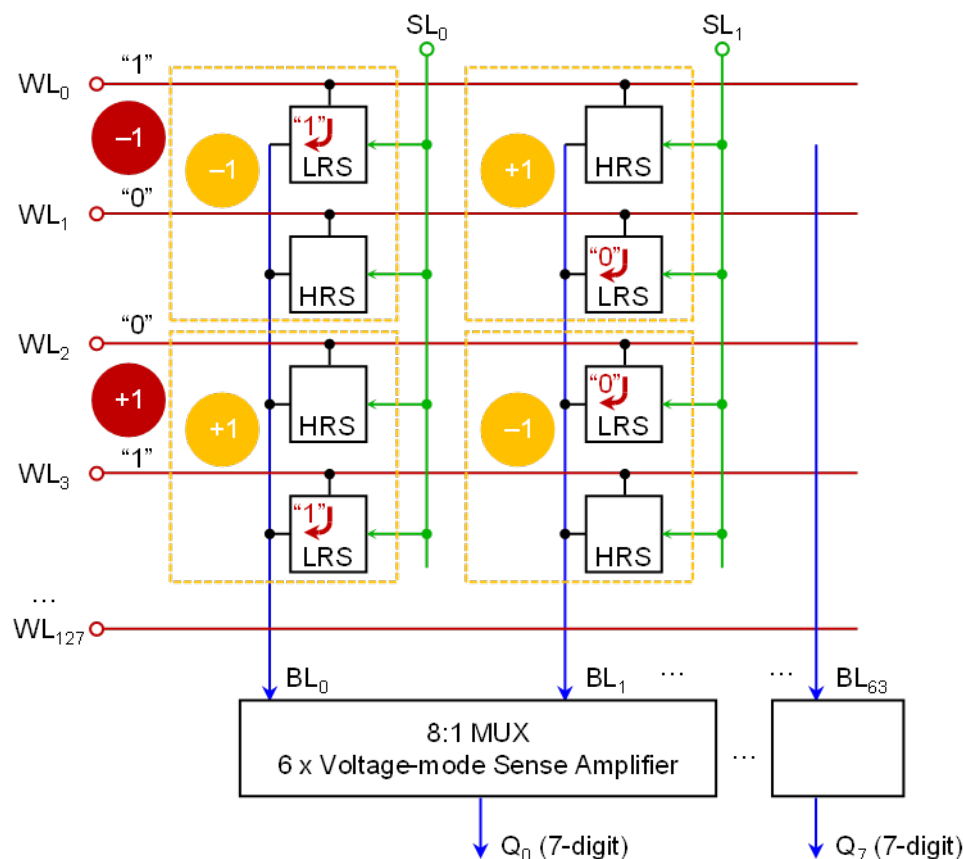 SL0 SL1
WL0 “1”
–1 “1” LRS –1 +1 HRS
WL1 “0”
HRS “0” LRS
WL2 “0”
+1 +1 HRS –1 “0” LRS
WL3 “1”
“1” LRS HRS
...
WL127
BL0 BL1 ... ... BL63
8:1 MUX
6 x Voltage-mode Sense Amplifier ...
Q0 (7-digit) Q7 (7-digit)